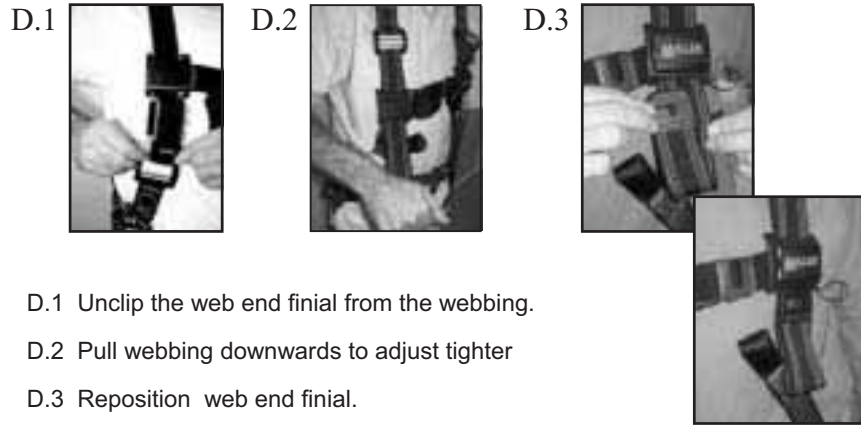 D.1 D.2 D.3
D.1 Unclip the web end finial from the webbing.
D.2 Pull webbing downwards to adjust tighter
D.3 Reposition web end finial.